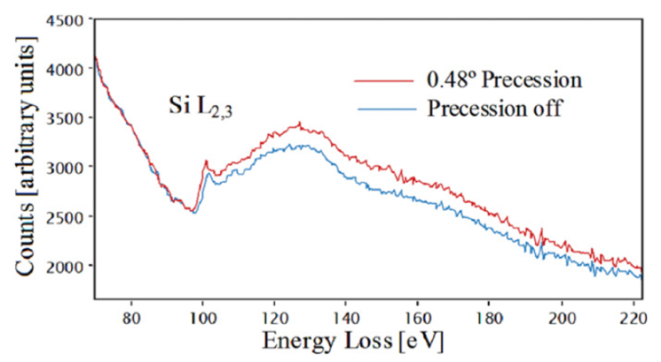 4500
4000
3500
3000
2500
2000
Counts [arbitrary units]
Si L2,3
0.48º Precession
Precession off
80 100 120 140 160 180 200 220
Energy Loss [eV]